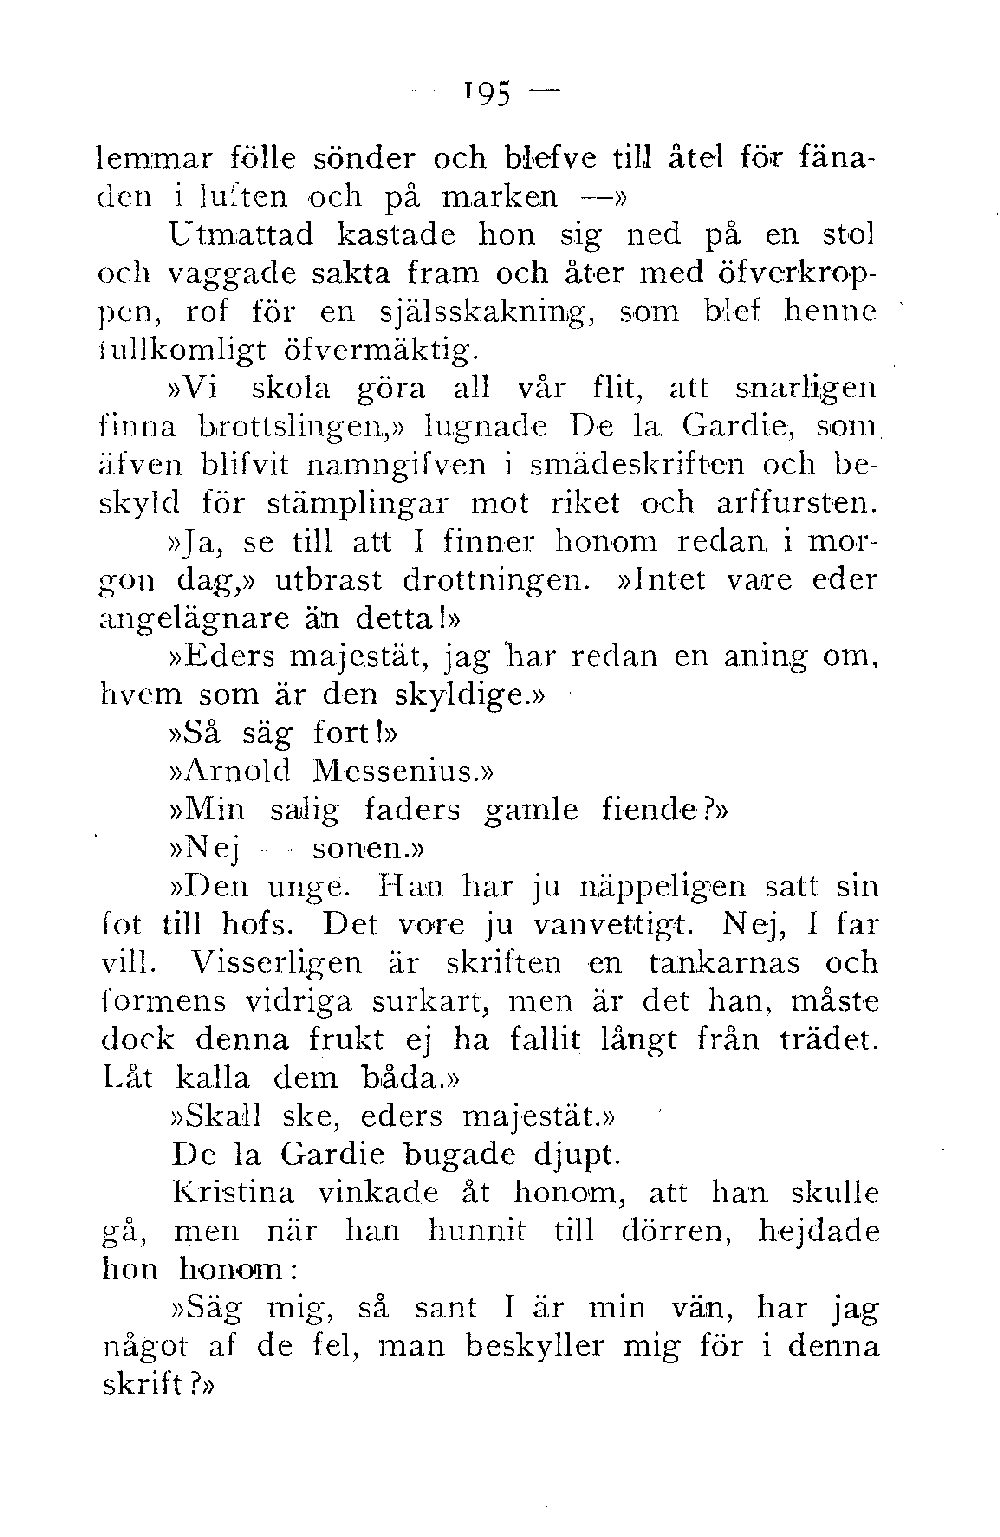 — 195 —
lemmar fölle sönder och blefve till åtel för fäna-
den i luften och på marken —»
Utmattad kastade hon sig ned på en stol
och vaggade sakta fram och åter med öfverkrop-
pen, rof för en själsskakning, som blef henne
fullkomligt öfvermäktig.
»Vi skola göra all vår flit, att snarligen
finna brottslingen,» lugnade De la Gardie, som
äfven blifvit namngifven i smädeskriften och be-
skyld för stämplingar mot riket och arffursten.
»Ja, se till att I finner honom redan i mor-
gon dag,» utbrast drottningen. »Intet vare eder
angelägnare än detta!»
»Eders majestät, jag har redan en aning om,
hvem som är den skyldige.»
»Så säg fort!»
»Arnold Messenius.»
»Min salig faders gamle fiende?»
»Nej — sonen.»
»Den unge. Han har ju näppeligen satt sin
fot till hofs. Det vore ju vanvettigt. Nej, I far
vill. Visserligen är skriften en tankarnas och
formens vidriga surkart, men är det han, måste
dock denna frukt ej ha fallit långt från trädet.
Låt kalla dem båda.»
»Skall ske, eders majestät.»
De la Gardie bugade djupt.
Kristina vinkade åt honom, att han skulle
gå, men när han hunnit till dörren, hejdade
hon honom:
»Säg mig, så sant I är min vän, har jag
något af de fel, man beskyller mig för i denna
skrift?»